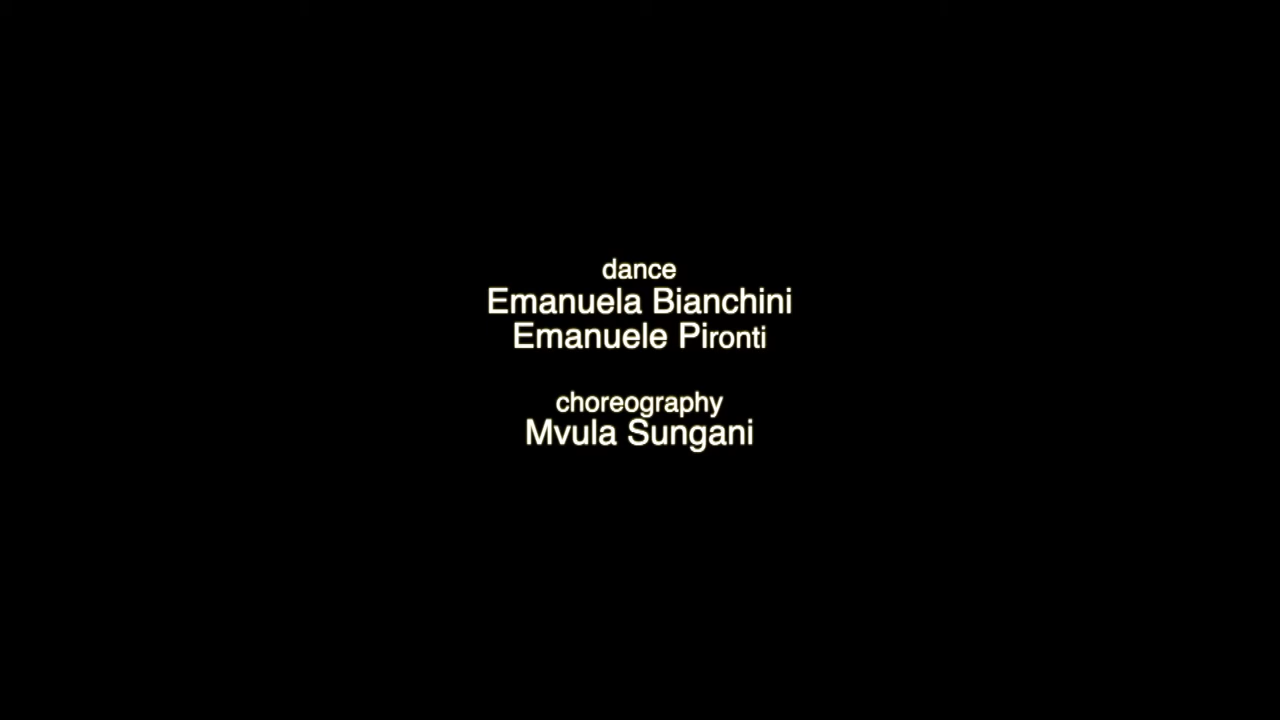 dance
Emanuela Bianchini
Emanuele Pironti
choreography
Mvula Sungani